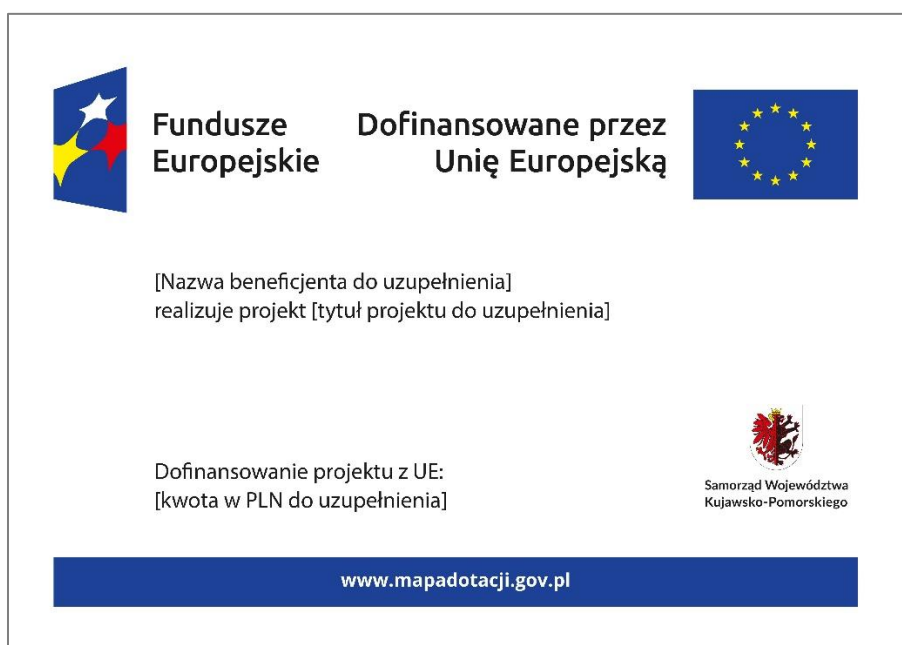 Fundusze
Europejskie
Dofinansowane przez
Unię Europejską
[Nazwa beneficjenta do uzupełnienia]
realizuje projekt [tytuł projektu do uzupełnienia]
Dofinansowanie projektu z UE:
[kwota w PLN do uzupełnienia]
Samorząd Województwa
Kujawsko-Pomorskiego
www.mapadotacji.gov.pl